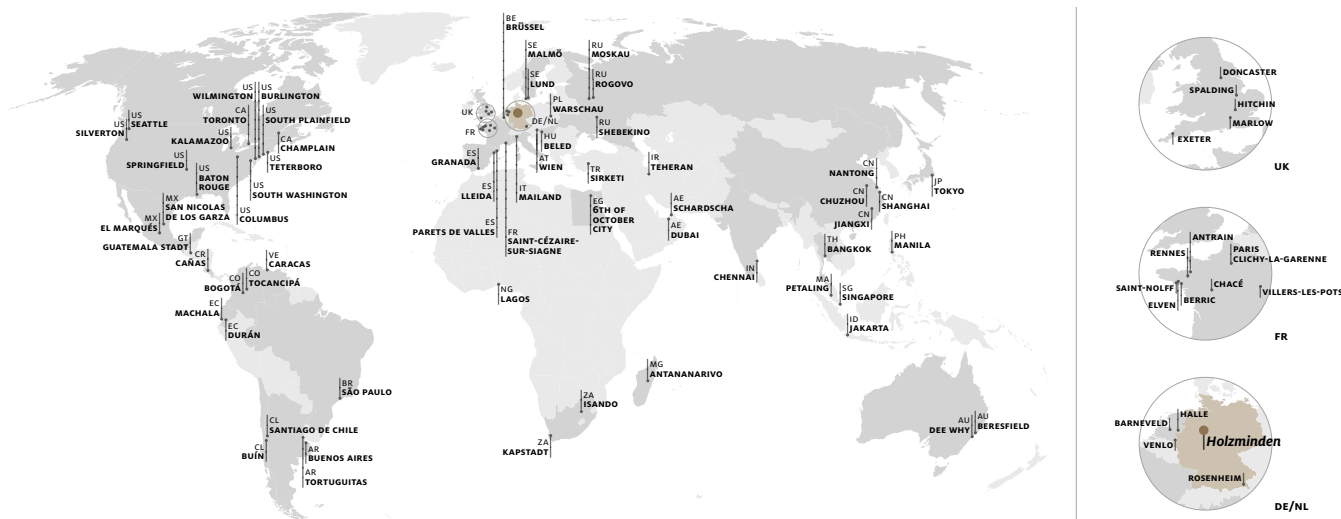 BE
BRÜSSEL
SE
MALMÖ
RU
MOSKAU
SE
LUND
RU
ROGOVO
US
WILMINGTON
US
BURLINGTON
CA
TORONTO
US
SOUTH PLAINFIELD
US
SEATTLE
US
SILVERTON
US
KALAMAZOO
CA
CHAMPLAIN
US
SPRINGFIELD
US
TETERBORO
US
BATON
ROUGE
US
SOUTH WASHINGTON
US
COLUMBUS
MX
SAN NICOLAS
DE LOS GARZA
MX
EL MARQUÉS
GT
GUATEMALA STADT
CR
CAÑAS
VE
CARACAS
CO
BOGOTÁ
CO
TOCANCIPÁ
EC
MACHALA
EC
DURÁN
BR
SÃO PAULO
CL
SANTIAGO DE CHILE
CL
BUÍN
AR
BUENOS AIRES
AR
TORTUGUITAS
UK
FR
DE/NL
PL
WARSCHAU
RU
SHEBEKINO
HU
BELED
AT
WIEN
ES
GRANADA
ES
LLEIDA
IT
MAILAND
ES
PARETS DE VALLES
FR
SAINT-CÉZAIRE-
SUR-SIAGNE
TR
SIRKETI
IR
TEHERAN
EG
6TH OF
OCTOBER
CITY
AE
SCHARDSCHA
AE
DUBAI
NG
LAGOS
MG
ANTANANARIVO
ZA
ISANDO
ZA
KAPSTADT
CN
NANTONG
CN
CHUZHOU
CN
SHANGHAI
CN
JIANGXI
JP
TOKYO
TH
BANGKOK
PH
MANILA
IN
CHENNAI
MA
PETALING
SG
SINGAPORE
ID
JAKARTA
AU
DEE WHY
AU
BERESFIELD
DONCASTER
SPALDING
HITCHIN
MARLOW
EXETER
UK
ANTRAIN
RENNES
PARIS
CLICHY-LA-GARENNE
SAINT-NOLFF
CHACÉ
VILLERS-LES-POTS
ELVEN
BERRIC
FR
HALLE
BARNEVELD
VENLO
Holzminden
ROSENHEIM
DE/NL